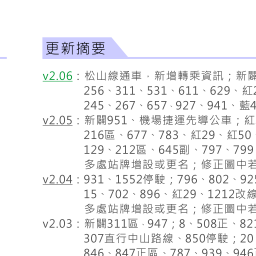 更新摘要
v2.06：松山線通車，新增轉乘資訊；新闢
256、311、531、611、629、紅2
245、267、657、927、941、藍4
v2.05：新闢951、機場捷運先導公車；紅
216區、677、783、紅29、紅50
129、212區、645副、797、799
多處站牌增設或更名；修正圖中若
v2.04：931、1552停駛；796、802、925
15、702、896、紅29、1212改線
多處站牌增設或更名；修正圖中若
v2.03：新闢311區、947；8、508正、821
307直行中山路線、850停駛；20
846、847正區、787、939、946